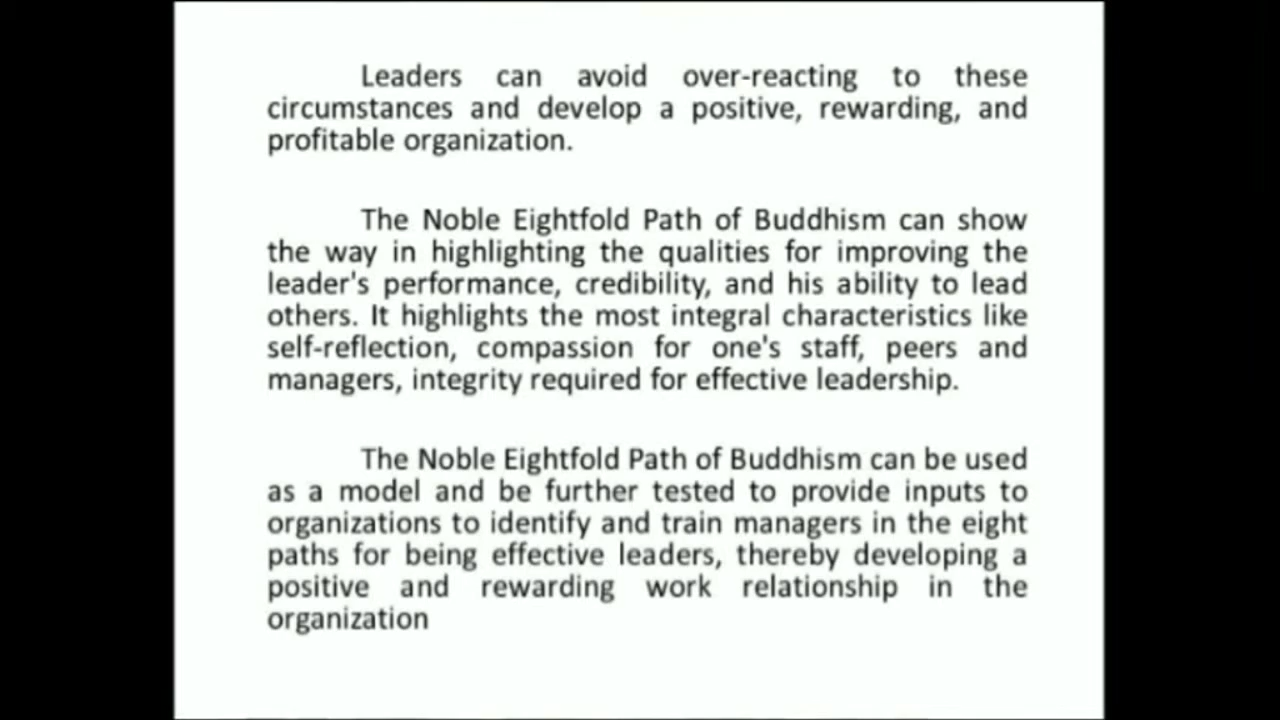 Leaders can avoid over-reacting to these
circumstances and develop a positive, rewarding, and
profitable organization.
The Noble Eightfold Path of Buddhism can show
the way in highlighting the qualities for improving the
leader's performance, credibility, and his ability to lead
others. It highlights the most integral characteristics like
self-reflection, compassion for one's staff, peers and
managers, integrity required for effective leadership.
The Noble Eightfold Path of Buddhism can be used
as a model and be further tested to provide inputs to
organizations to identify and train managers in the eight
paths for being effective leaders, thereby developing a
positive and rewarding work relationship in the
organization